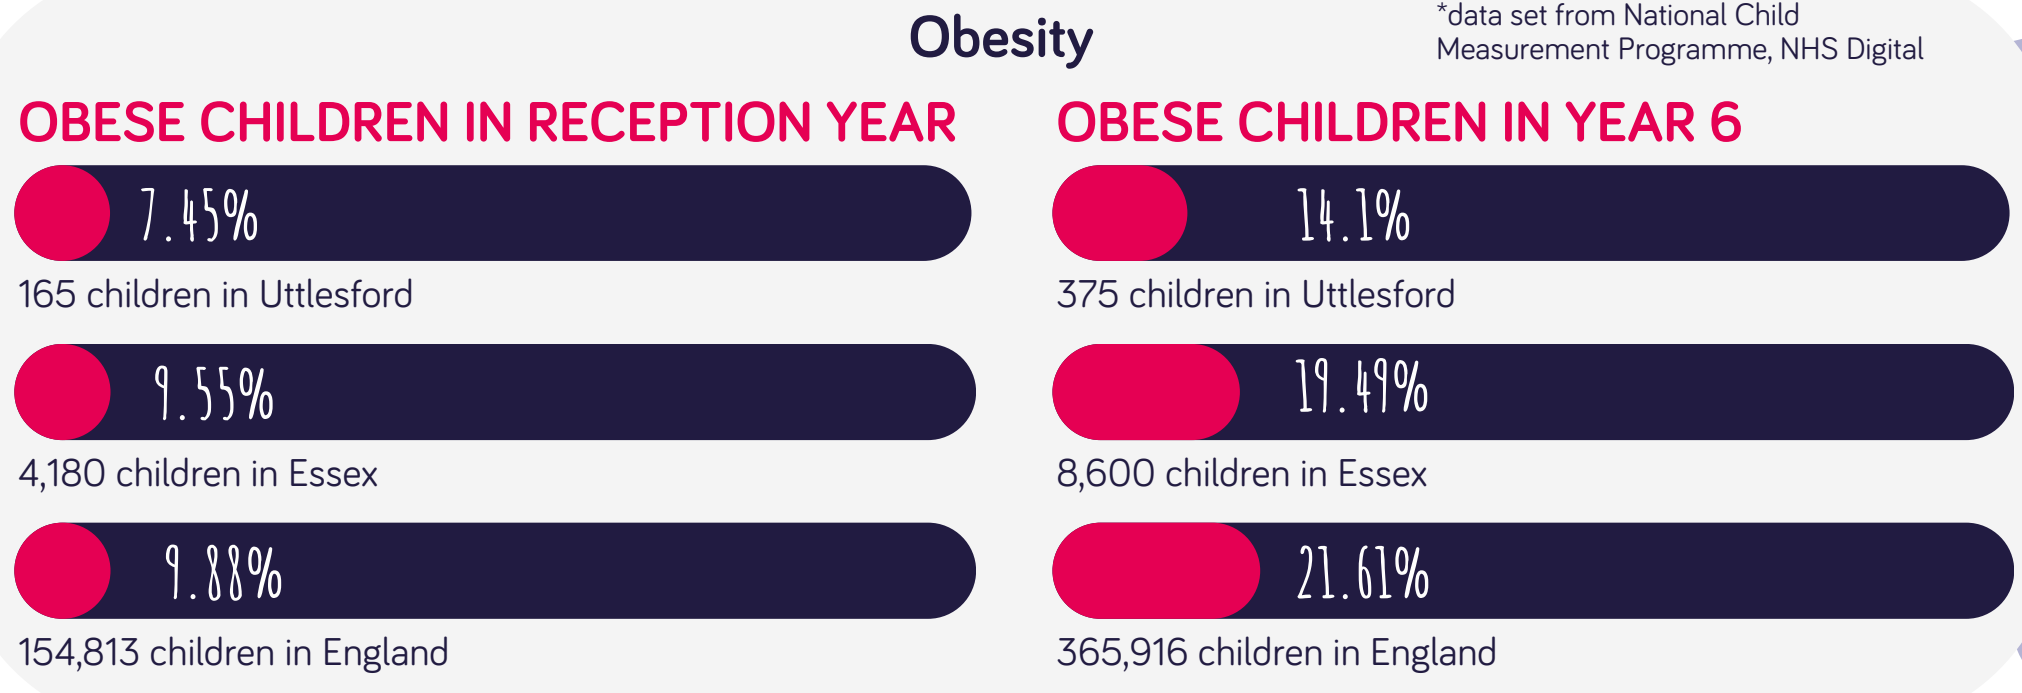 Obesity
*data set from National Child
Measurement Programme, NHS Digital
OBESE CHILDREN IN RECEPTION YEAR
7.45%
165 children in Uttlesford
9.55%
4,180 children in Essex
9.88%
154,813 children in England
OBESE CHILDREN IN YEAR 6
14.1%
375 children in Uttlesford
19.49%
8,600 children in Essex
21.61%
365,916 children in England